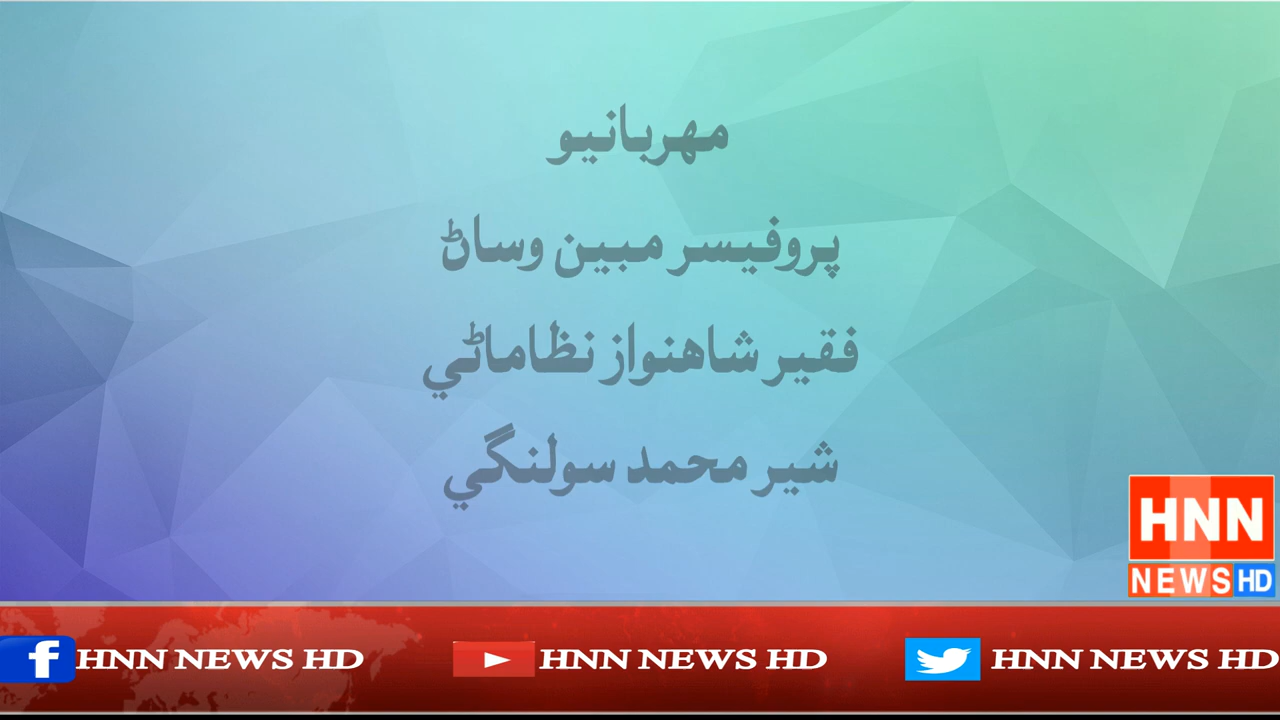 مهربانيو
پروفيسر مبين وساڻ
فقير شاهنواز نظاماڻي
شير محمد سولنگي
HNN
NEWS HD
f HNN NEWS HD
HNN NEWS HD
HNN NEWS HD